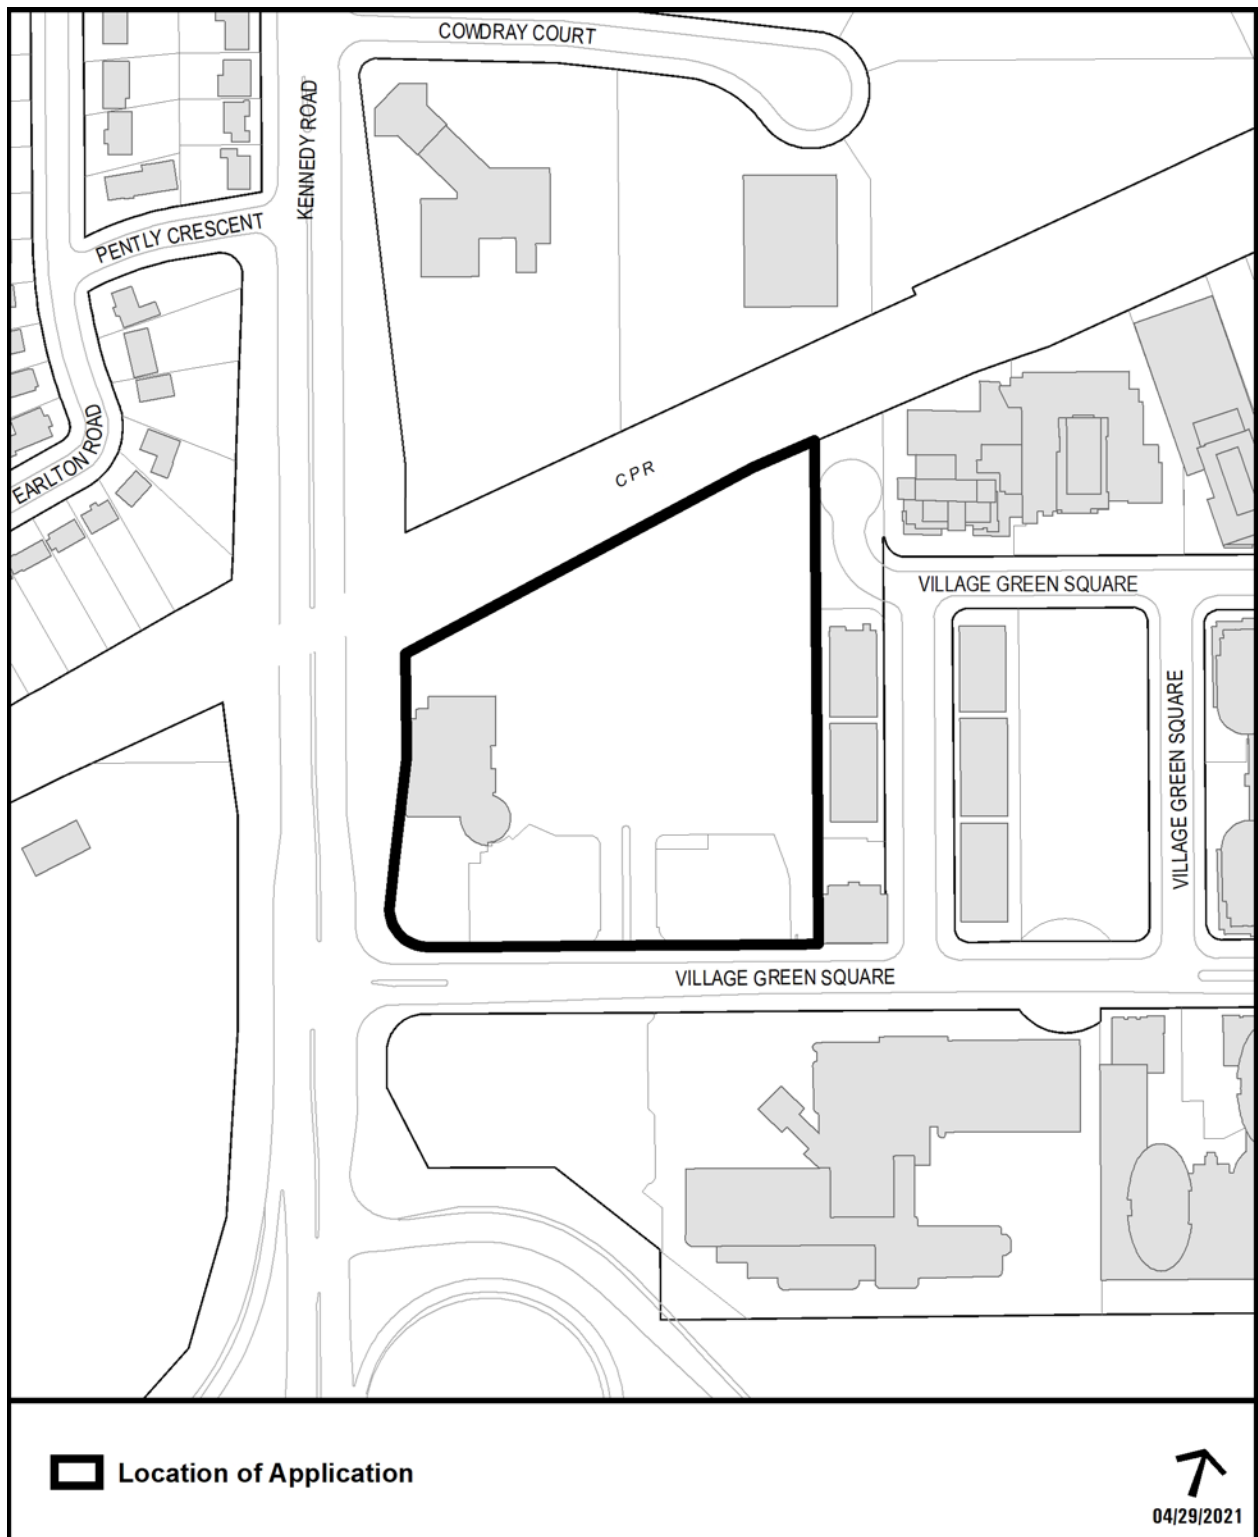 COWDRAY COURT
KENNEDY ROAD
PENTLY CRESCENT
EARLTON ROAD
CPR
VILLAGE GREEN SQUARE
VILLAGE GREEN SQUARE
VILLAGE GREEN SQUARE
Location of Application
04/29/2021